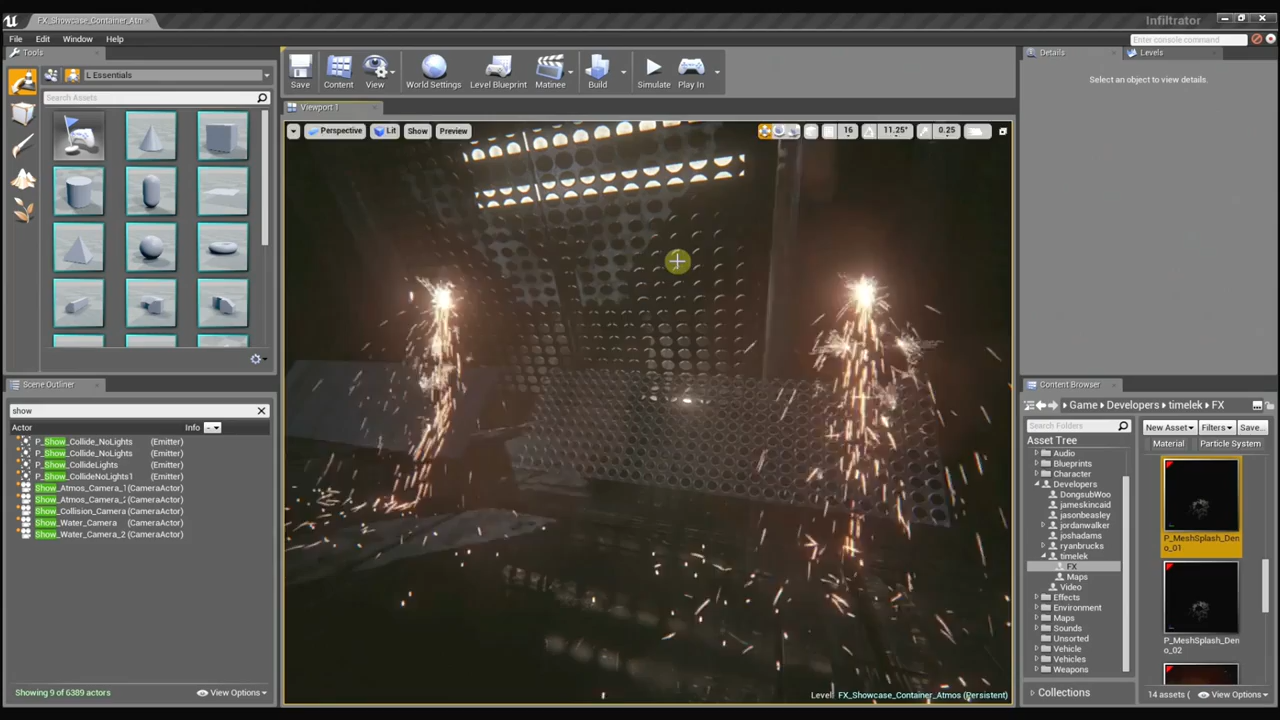 FX_Showcase_Container_Atm
Infiltrator
File Edit Window Help
Enter console command
Tools
L Essentials
Search Assets
Save
Content
View
World Settings
Level Blueprint
Matinee
Build
Simulate
Play In
Viewport 1
Perspective
Lit
Show
Preview
16
11.25°
0.25
Level: FX_Showcase_Container_Atmos (Persistent)
Scene Outliner
show
Actor Info
P_Show_Collide_NoLights (Emitter)
P_Show_Collide_NoLights (Emitter)
P_Show_CollideLights (Emitter)
P_Show_CollideNoLights1 (Emitter)
Show_Atmos_Camera_1 (CameraActor)
Show_Atmos_Camera_2 (CameraActor)
Show_Collision_Camera (CameraActor)
Show_Water_Camera (CameraActor)
Show_Water_Camera_2 (CameraActor)
Showing 9 of 6389 actors
View Options
Details
Levels
Select an object to view details.
Content Browser
Game Developers timelek FX
Search Folders
Asset Tree
Audio
Blueprints
Character
Developers
DongsubWoo
jameskincaid
jasonbeasley
jordanwalker
joshadams
ryanbrucks
timelek
FX
Maps
Video
Effects
Environment
Maps
Sounds
Unsorted
Vehicle
Vehicles
Weapons
Collections
New Asset Filters Save...
Material Particle System
P_MeshSplash_Dem
o_01
P_MeshSplash_Dem
o_02
14 assets (
View Options